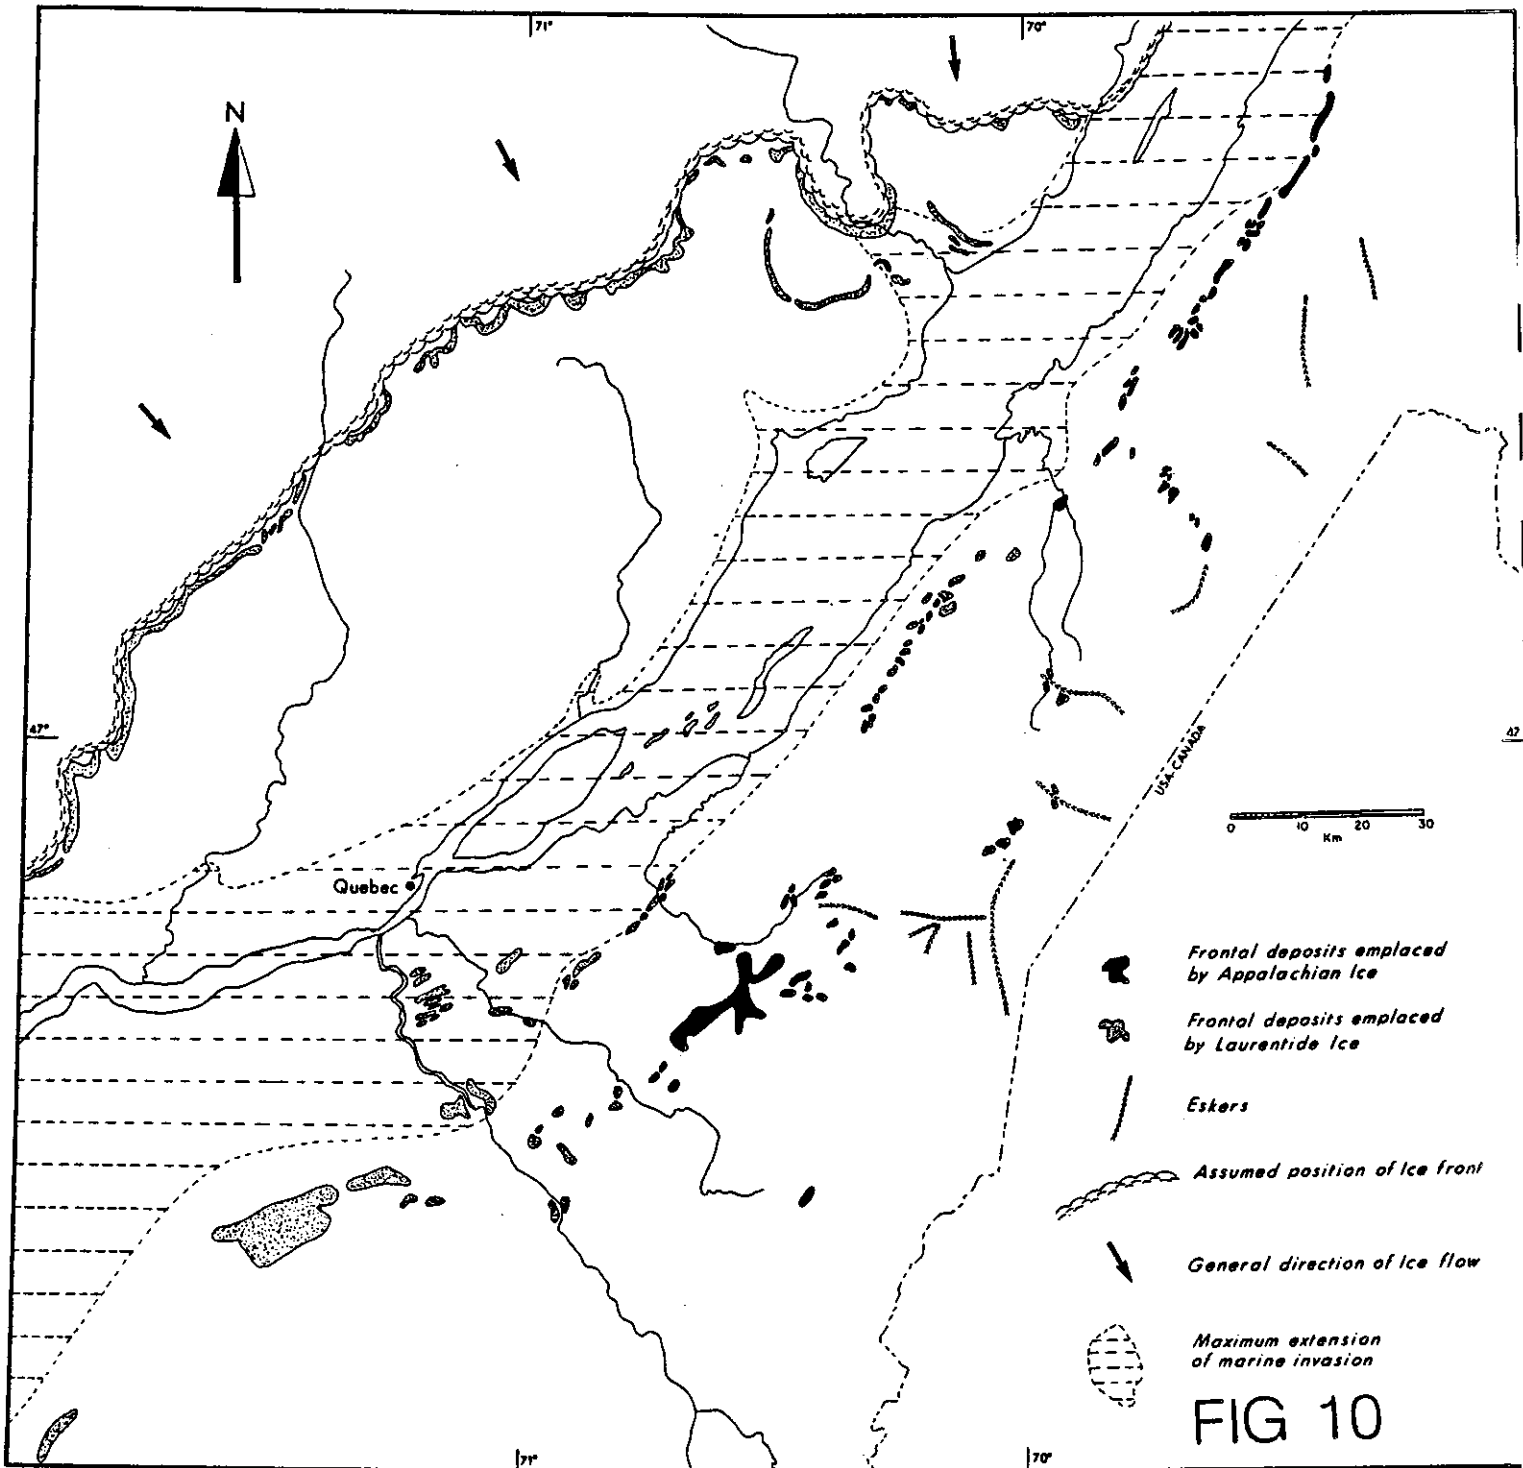 71°
70°
N
47°
47
USA-CANADA
0 10 20 30
Km
Quebec
Frontal deposits emplaced
by Appalachian Ice
Frontal deposits emplaced
by Laurentide Ice
Eskers
Assumed position of Ice front
General direction of Ice flow
Maximum extension
of marine invasion
FIG 10
71°
70°